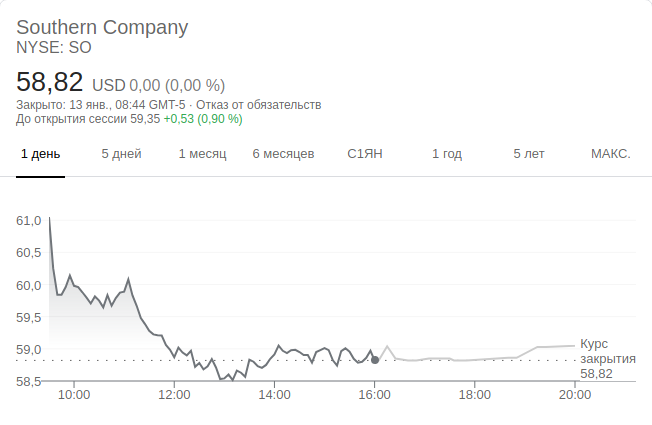 Southern Company
NYSE: SO
58,82 USD 0,00 (0,00 %)
Закрыто: 13 янв., 08:44 GMT-5 · Отказ от обязательств
До открытия сессии 59,35 +0,53 (0,90 %)
1 день 5 дней 1 месяц 6 месяцев С1ЯН 1 год 5 лет МАКС.
61,0
60,5
60,0
59,5
59,0
58,5
Курс
закрытия
58,82
10:00 12:00 14:00 16:00 18:00 20:00